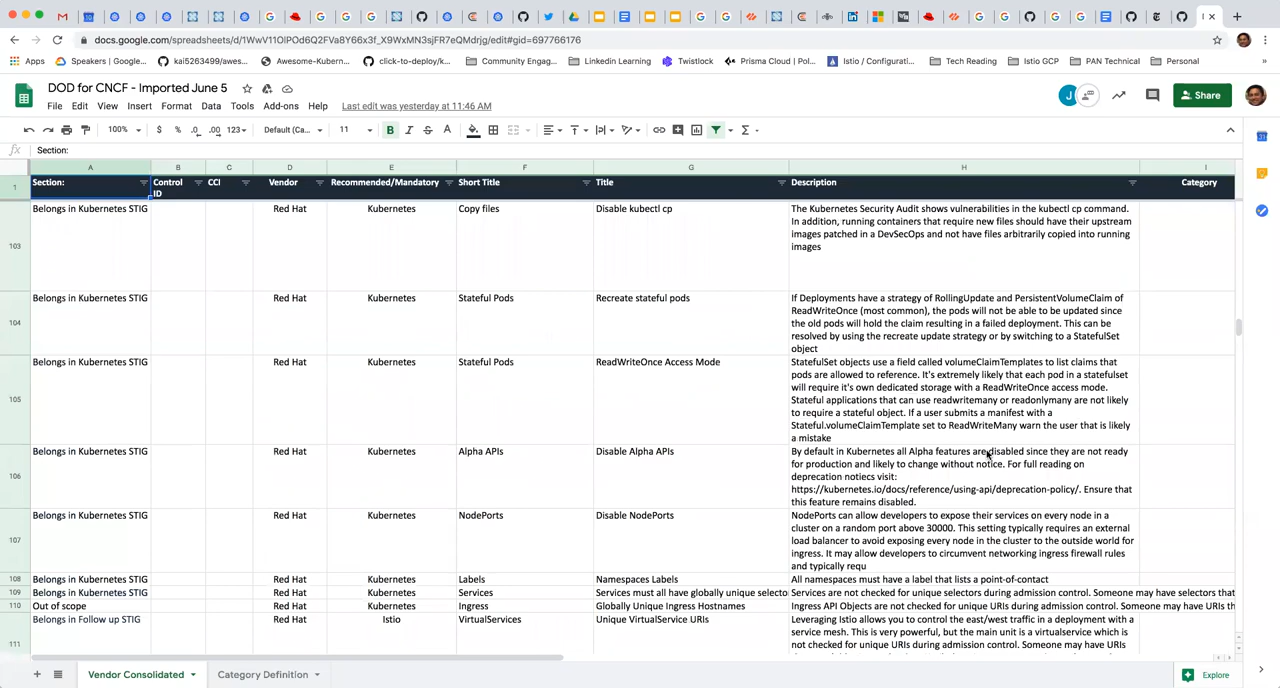 docs.google.com/spreadsheets/d/1WwV11OlPOd6Q2FVa8Y66x3f_X9WxMN3sjFR7eQMdrjg/edit#gid=697766176
Apps
Speakers | Google...
kai5263499/awes...
Awesome-Kubern...
click-to-deploy/k...
Community Engag...
Linkedin Learning
Twistlock
Prisma Cloud | Pol...
Istio / Configurati...
Tech Reading
Istio GCP
PAN Technical
Personal
»
DOD for CNCF - Imported June 5
File Edit View Insert Format Data Tools Add-ons Help Last edit was yesterday at 11:46 AM
J
Share
100% $ % .0 .00 123 Default (Ca... 11 B I S A
fx Section:
A B C D E F G H I
1 Section: Control ID CCI Vendor Recommended/Mandatory Short Title Title Description Category
103 Belongs in Kubernetes STIG Red Hat Kubernetes Copy files Disable kubectl cp The Kubernetes Security Audit shows vulnerabilities in the kubectl cp command.
In addition, running containers that require new files should have their upstream
images patched in a DevSecOps and not have files arbitrarily copied into running
images
104 Belongs in Kubernetes STIG Red Hat Kubernetes Stateful Pods Recreate stateful pods If Deployments have a strategy of RollingUpdate and PersistentVolumeClaim of
ReadWriteOnce (most common), the pods will not be able to be updated since
the old pods will hold the claim resulting in a failed deployment. This can be
resolved by using the recreate update strategy or by switching to a StatefulSet
object
105 Belongs in Kubernetes STIG Red Hat Kubernetes Stateful Pods ReadWriteOnce Access Mode StatefulSet objects use a field called volumeClaimTemplates to list claims that
pods are allowed to reference. It's extremely likely that each pod in a statefulset
will require it's own dedicated storage with a ReadWriteOnce access mode.
Stateful applications that can use readwritemany or readonlymany are not likely
to require a stateful object. If a user submits a manifest with a
Stateful.volumeClaimTemplate set to ReadWriteMany warn the user that is likely
a mistake
106 Belongs in Kubernetes STIG Red Hat Kubernetes Alpha APIs Disable Alpha APIs By default in Kubernetes all Alpha features are disabled since they are not ready
for production and likely to change without notice. For full reading on
deprecation notiecs visit:
https://kubernetes.io/docs/reference/using-api/deprecation-policy/. Ensure that
this feature remains disabled.
107 Belongs in Kubernetes STIG Red Hat Kubernetes NodePorts Disable NodePorts NodePorts can allow developers to expose their services on every node in a
cluster on a random port above 30000. This setting typically requires an external
load balancer to avoid exposing every node in the cluster to the outside world for
ingress. It may allow developers to circumvent networking ingress firewall rules
and typically requ
108 Belongs in Kubernetes STIG Red Hat Kubernetes Labels Namespaces Labels All namespaces must have a label that lists a point-of-contact
109 Belongs in Kubernetes STIG Red Hat Kubernetes Services Services must all have globally unique selecto Services are not checked for unique selectors during admission control. Someone may have selectors that
110 Out of scope Red Hat Kubernetes Ingress Globally Unique Ingress Hostnames Ingress API Objects are not checked for unique URIs during admission control. Someone may have URIs th
111 Belongs in Follow up STIG Red Hat Istio VirtualServices Unique VirtualService URIs Leveraging Istio allows you to control the east/west traffic in a deployment with a
service mesh. This is very powerful, but the main unit is a virtualservice which is
not checked for unique URIs during admission control. Someone may have URIs
Vendor Consolidated Category Definition Explore